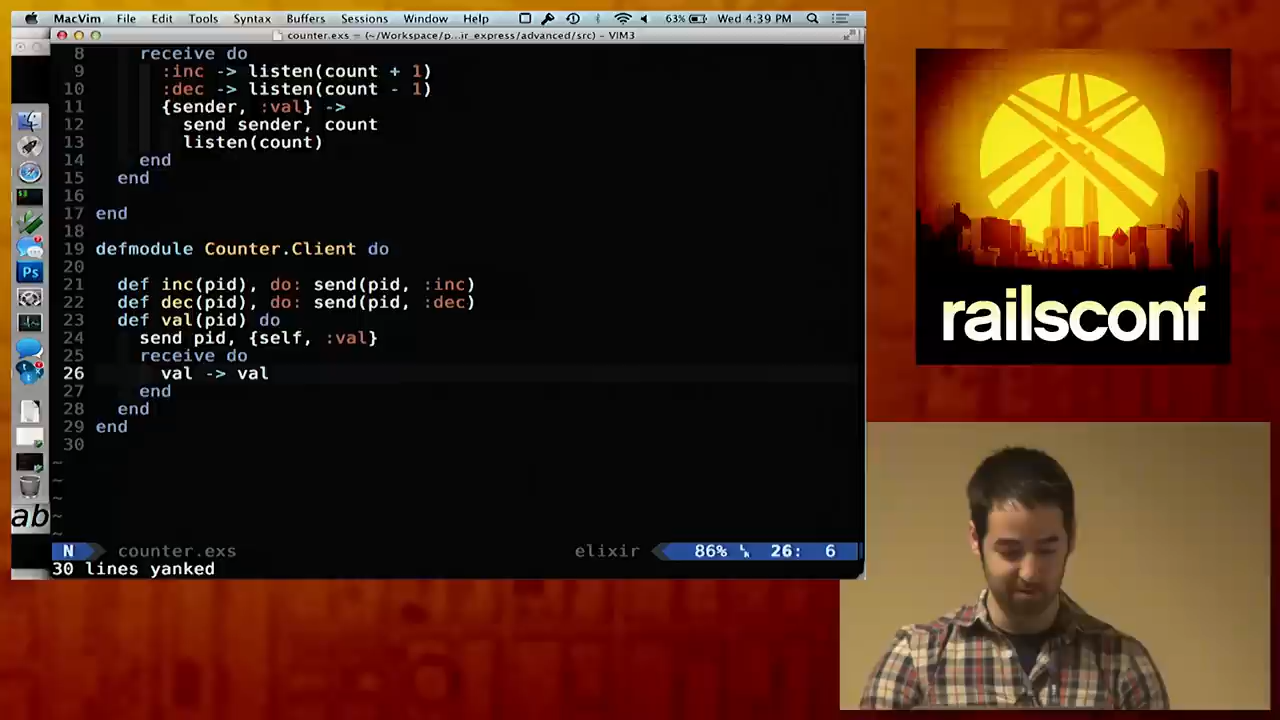 MacVim File Edit Tools Syntax Buffers Sessions Window Help 63% Wed 4:39 PM
counter.exs = (~/Workspace/p...ir_express/advanced/src) - VIM3
8 receive do
9 :inc -> listen(count + 1)
10 :dec -> listen(count - 1)
11 {sender, :val} ->
12 send sender, count
13 listen(count)
14 end
15 end
16
17 end
18
19 defmodule Counter.Client do
20
21 def inc(pid), do: send(pid, :inc)
22 def dec(pid), do: send(pid, :dec)
23 def val(pid) do
24 send pid, {self, :val}
25 receive do
26 val -> val
27 end
28 end
29 end
30
~
~
~
~
~
N counter.exs elixir 86% 26: 6
30 lines yanked
Ps
ab
railsconf